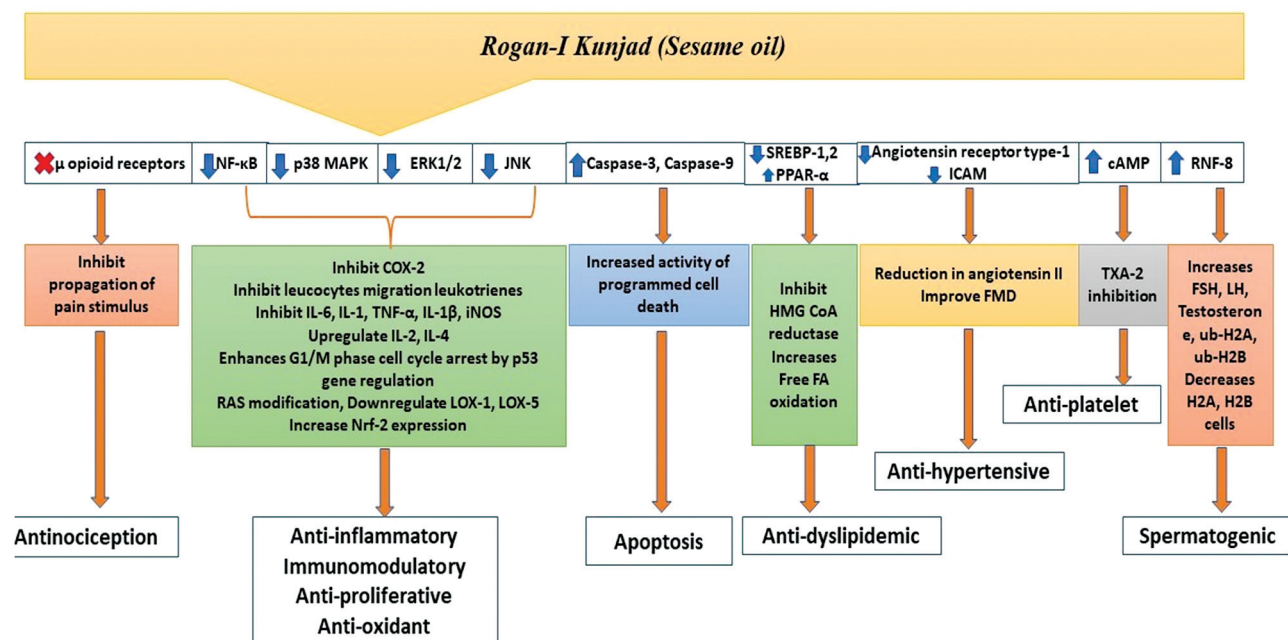 Rogan-I Kunjad (Sesame oil)
μ opioid receptors
NF-κB
p38 MAPK
ERK1/2
JNK
Caspase-3, Caspase-9
SREBP-1,2
PPAR-α
Angiotensin receptor type-1
ICAM
cAMP
RNF-8
Inhibit
propagation of
pain stimulus
Inhibit COX-2
Inhibit leucocytes migration leukotrienes
Inhibit IL-6, IL-1, TNF-α, IL-1β, iNOS
Upregulate IL-2, IL-4
Enhances G1/M phase cell cycle arrest by p53
gene regulation
RAS modification, Downregulate LOX-1, LOX-5
Increase Nrf-2 expression
Increased activity of
programmed cell
death
Inhibit
HMG CoA
reductase
Increases
Free FA
oxidation
Reduction in angiotensin II
Improve FMD
TXA-2
inhibition
Increases
FSH, LH,
Testosteron
e, ub-H2A,
ub-H2B
Decreases
H2A, H2B
cells
Antinociception
Anti-inflammatory
Immunomodulatory
Anti-proliferative
Anti-oxidant
Apoptosis
Anti-dyslipidemic
Anti-hypertensive
Anti-platelet
Spermatogenic